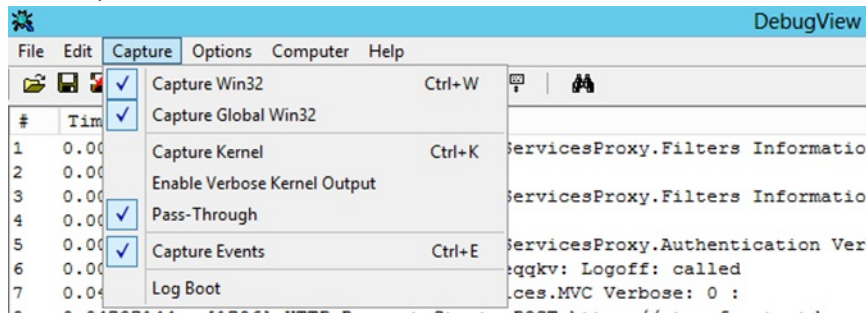 DebugView
File Edit Capture Options Computer Help
Capture Win32 Ctrl+W
# Tim Capture Global Win32
1 0.00 Capture Kernel Ctrl+K ServicesProxy.Filters Informatio
2 0.00 Enable Verbose Kernel Output
3 0.00 ServicesProxy.Filters Informatio
4 0.00 Pass-Through
5 0.00 Capture Events Ctrl+E ServicesProxy.Authentication Ver
6 0.00 eqqkv: Logoff: called
7 0.04 Log Boot ces.MVC Verbose: 0 :